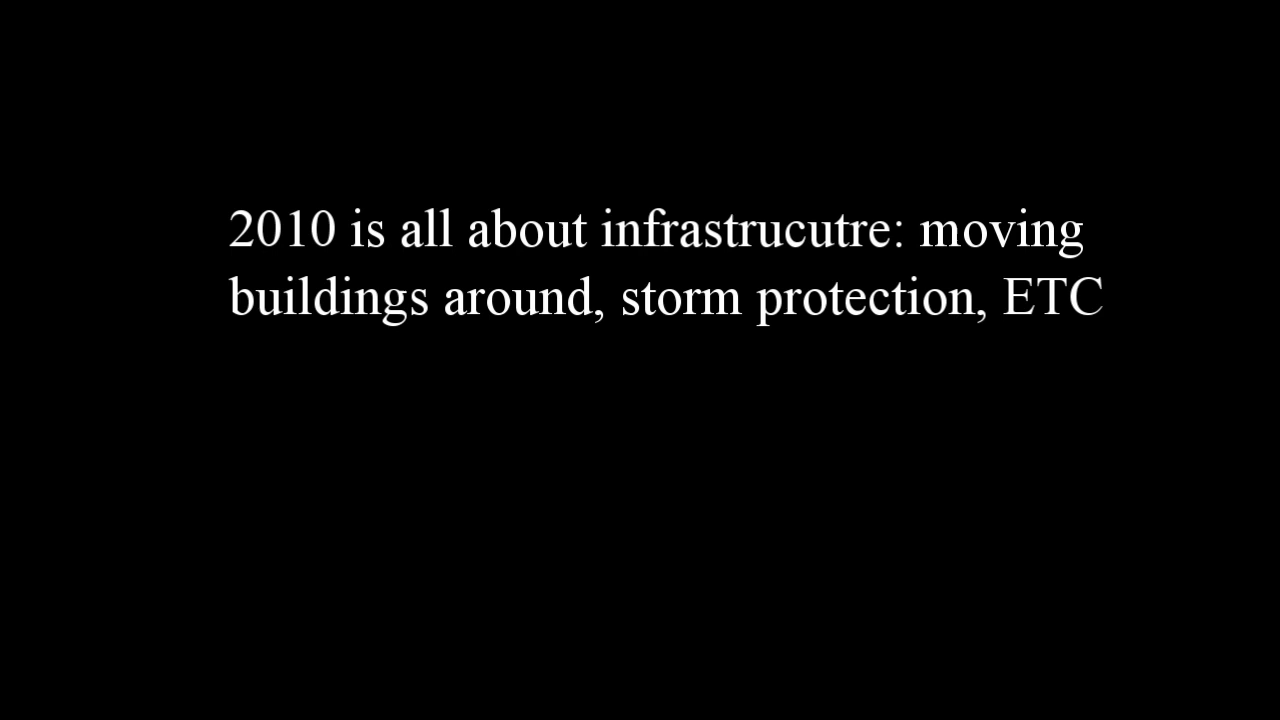 2010 is all about infrastrucutre: moving
buildings around, storm protection, ETC